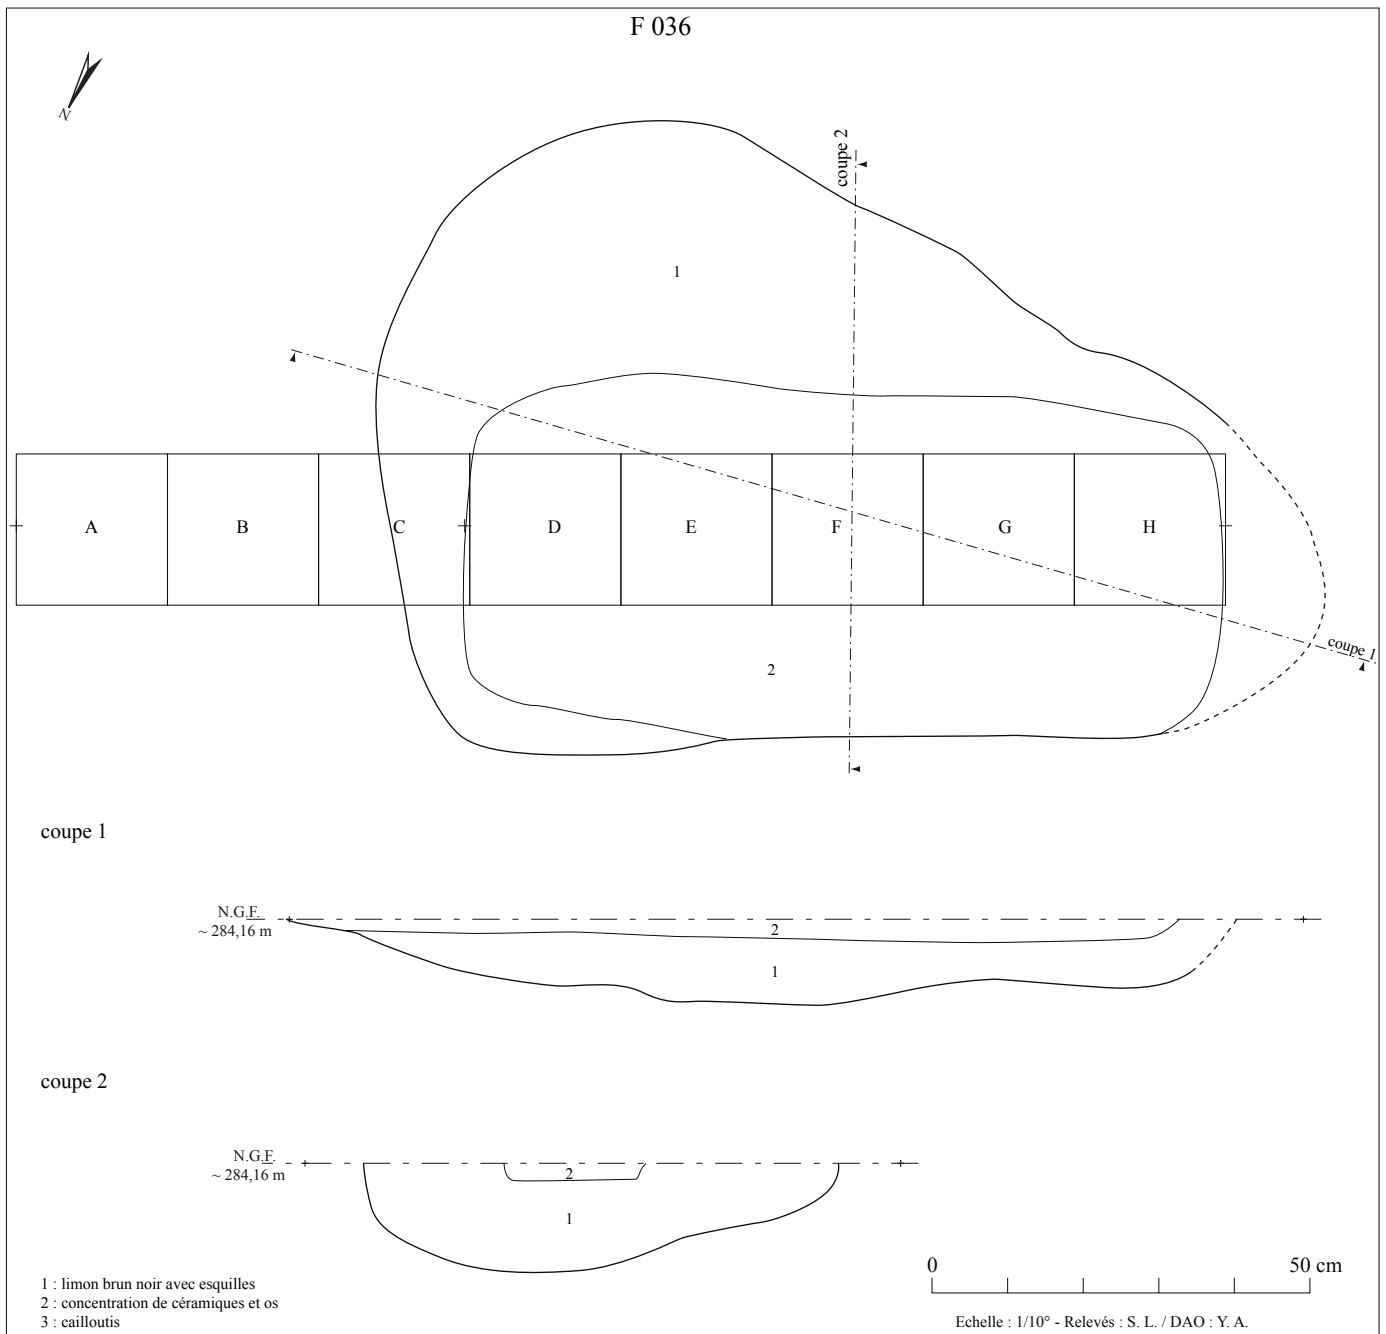 F 036
N
coupe 2
1
A B C D E F G H
coupe 1
2
coupe 1
N.G.F.
~ 284,16 m
2
1
coupe 2
N.G.F.
~ 284,16 m
2
1
1 : limon brun noir avec esquilles
2 : concentration de céramiques et os
3 : cailloutis
0 50 cm
Echelle : 1/10° - Relevés : S. L. / DAO : Y. A.